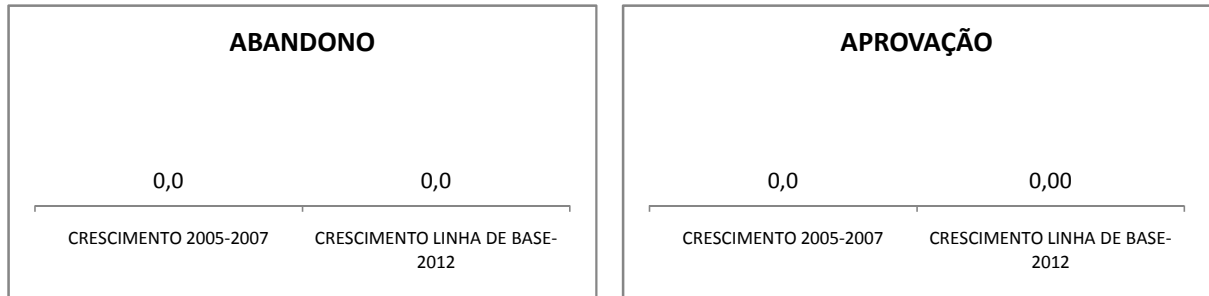 ABANDONO
0,0 0,0
CRESCIMENTO 2005-2007 CRESCIMENTO LINHA DE BASE-
2012
APROVAÇÃO
0,0 0,00
CRESCIMENTO 2005-2007 CRESCIMENTO LINHA DE BASE-
2012